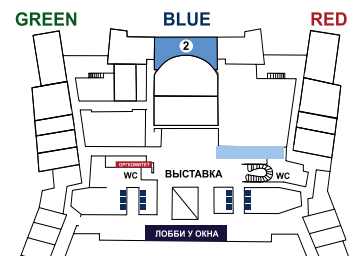 GREEN BLUE RED
2
ОРГКОМИТЕТ
ВЫСТАВКА
WC WC
ЛОББИ У ОКНА